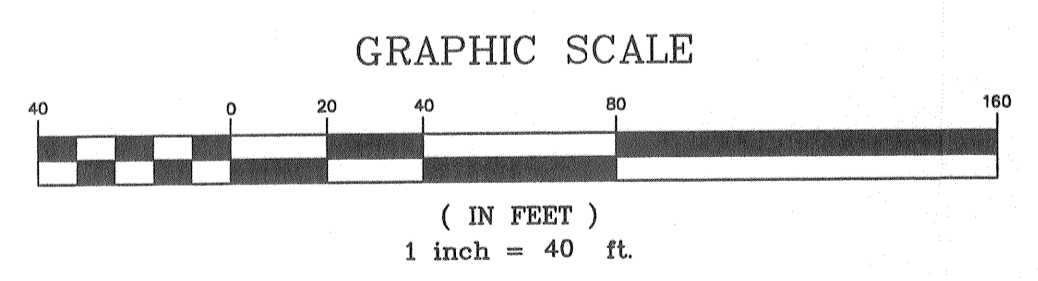 GRAPHIC SCALE
40 0 20 40 80 160
( IN FEET )
1 inch = 40 ft.